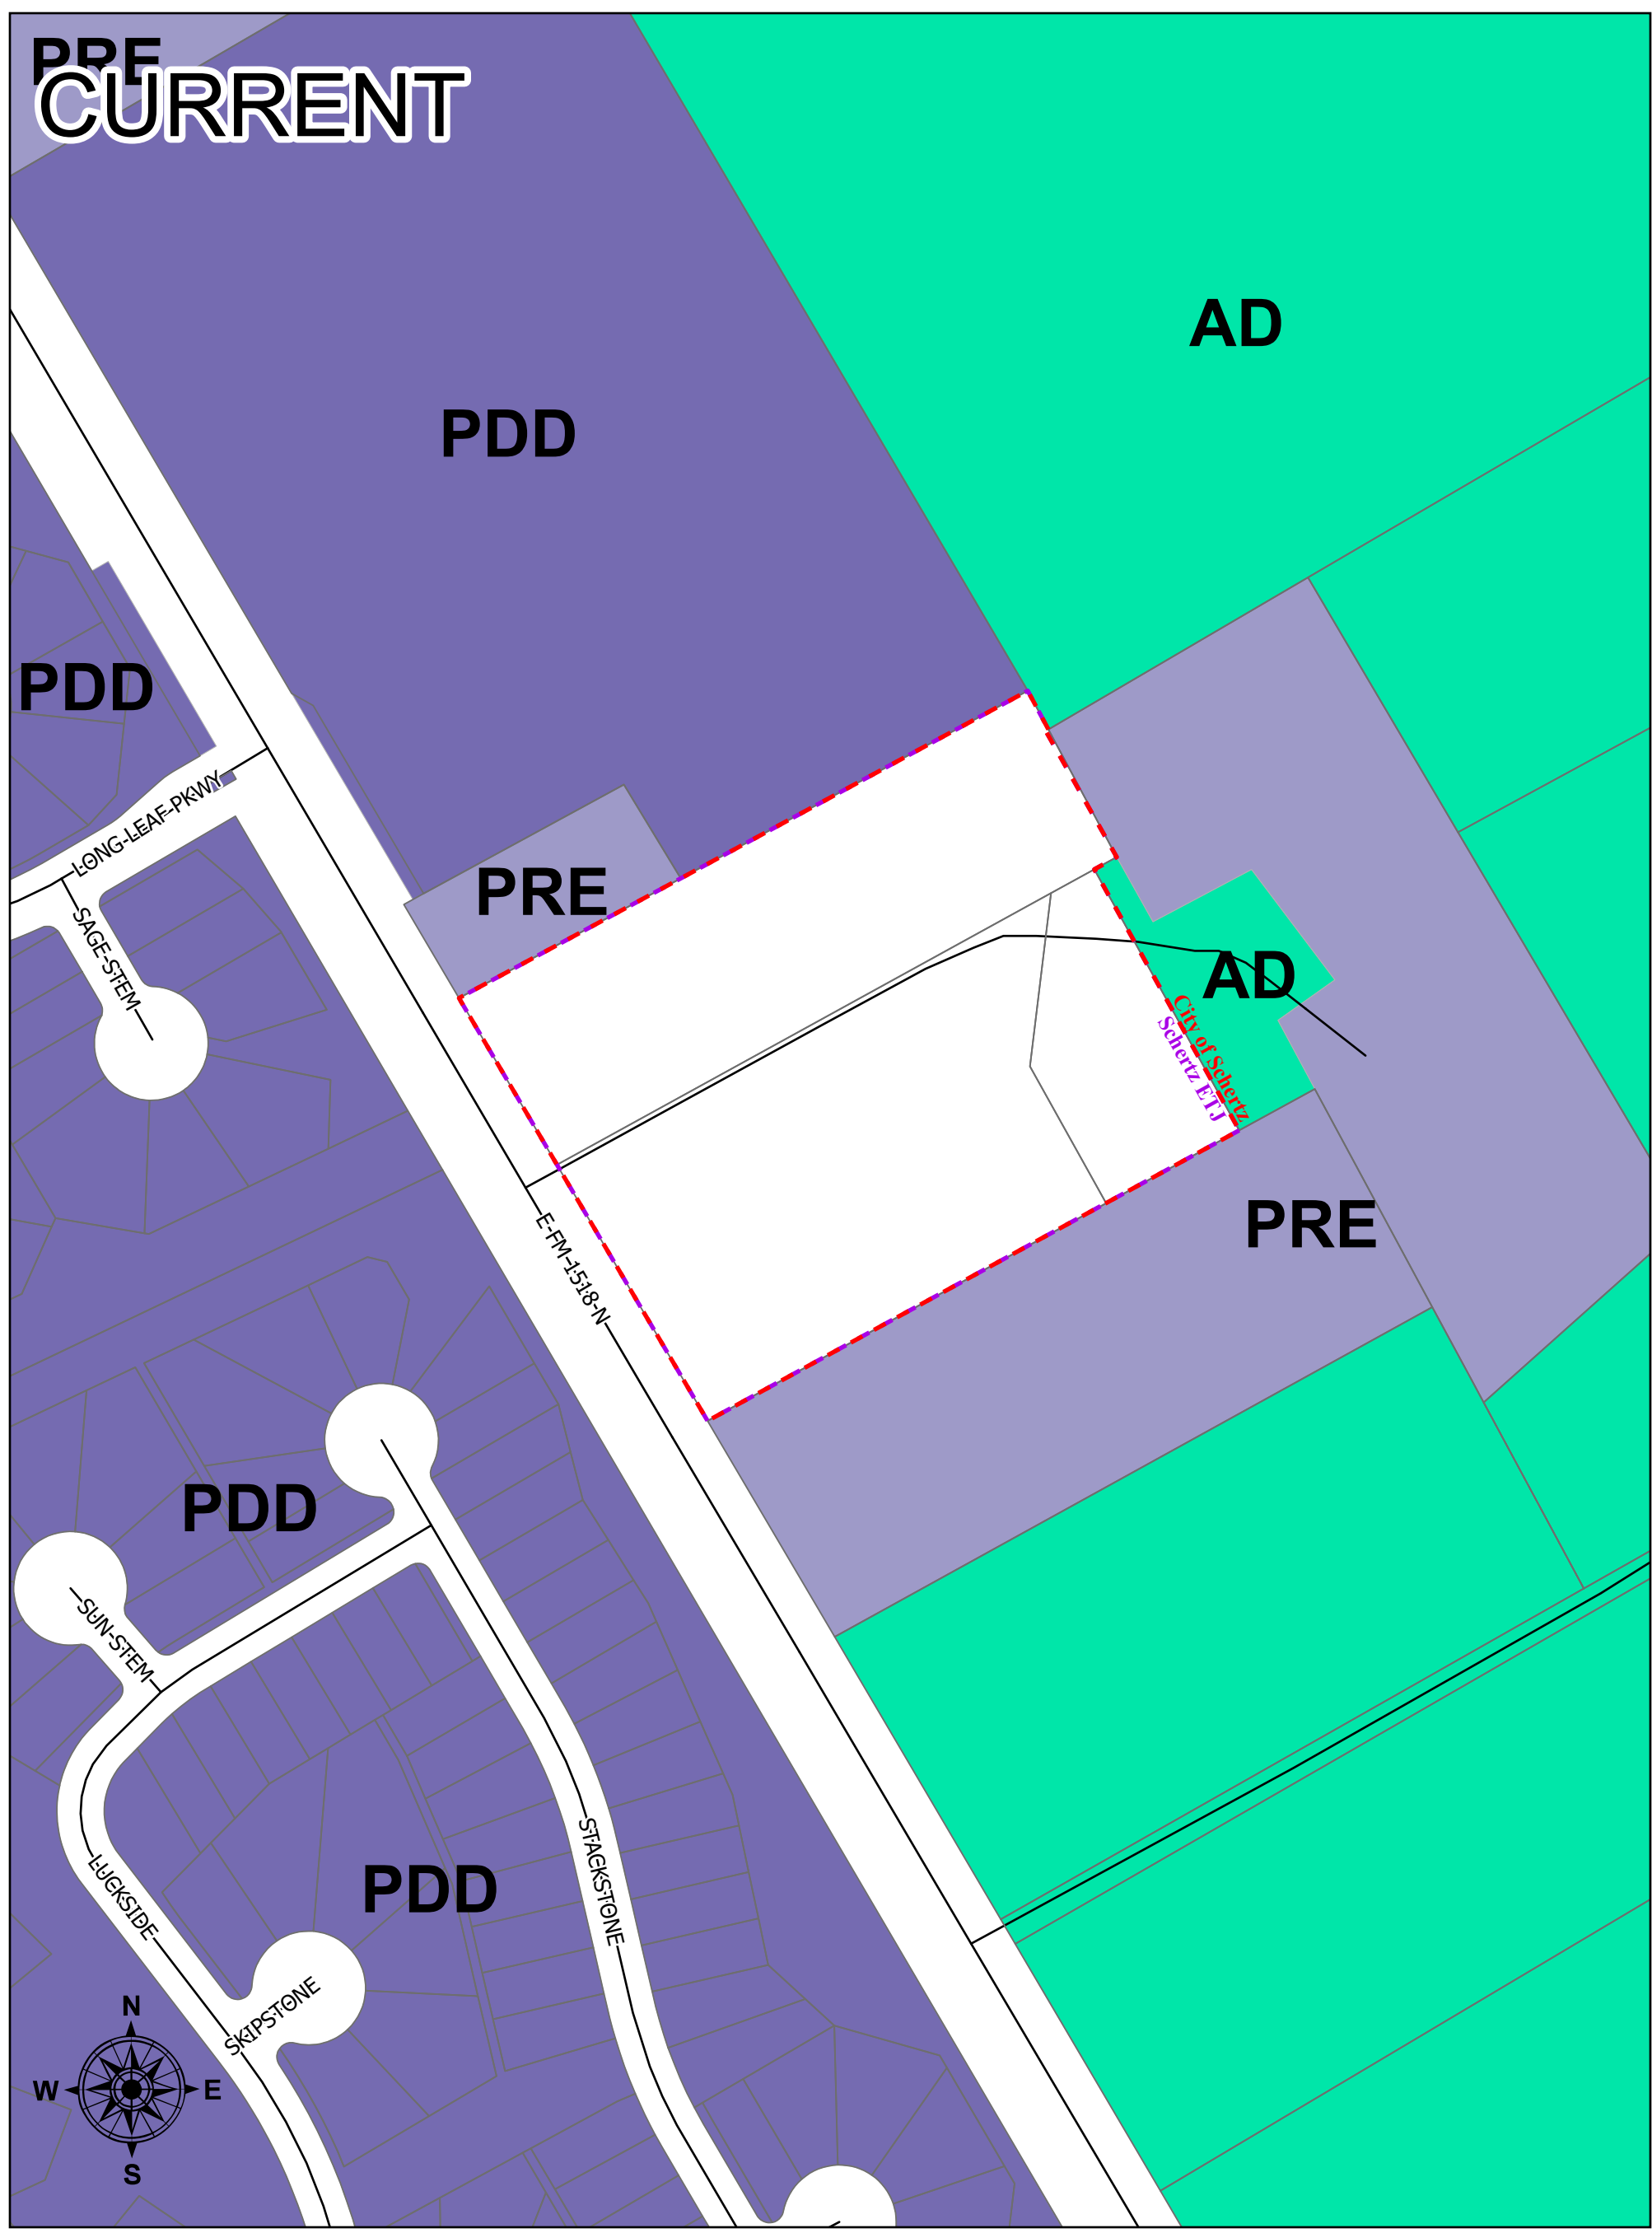 PRE
CURRENT
AD
PDD
PDD
LONG-LEAF-PKWY
PRE
SAGE-STEM
AD
City of Schertz
Schertz ETJ
E-FM-1518-N
PRE
PDD
SUN-STEM
STACKSTONE
LUCKSIDE
PDD
SKIPSTONE
N
W E
S